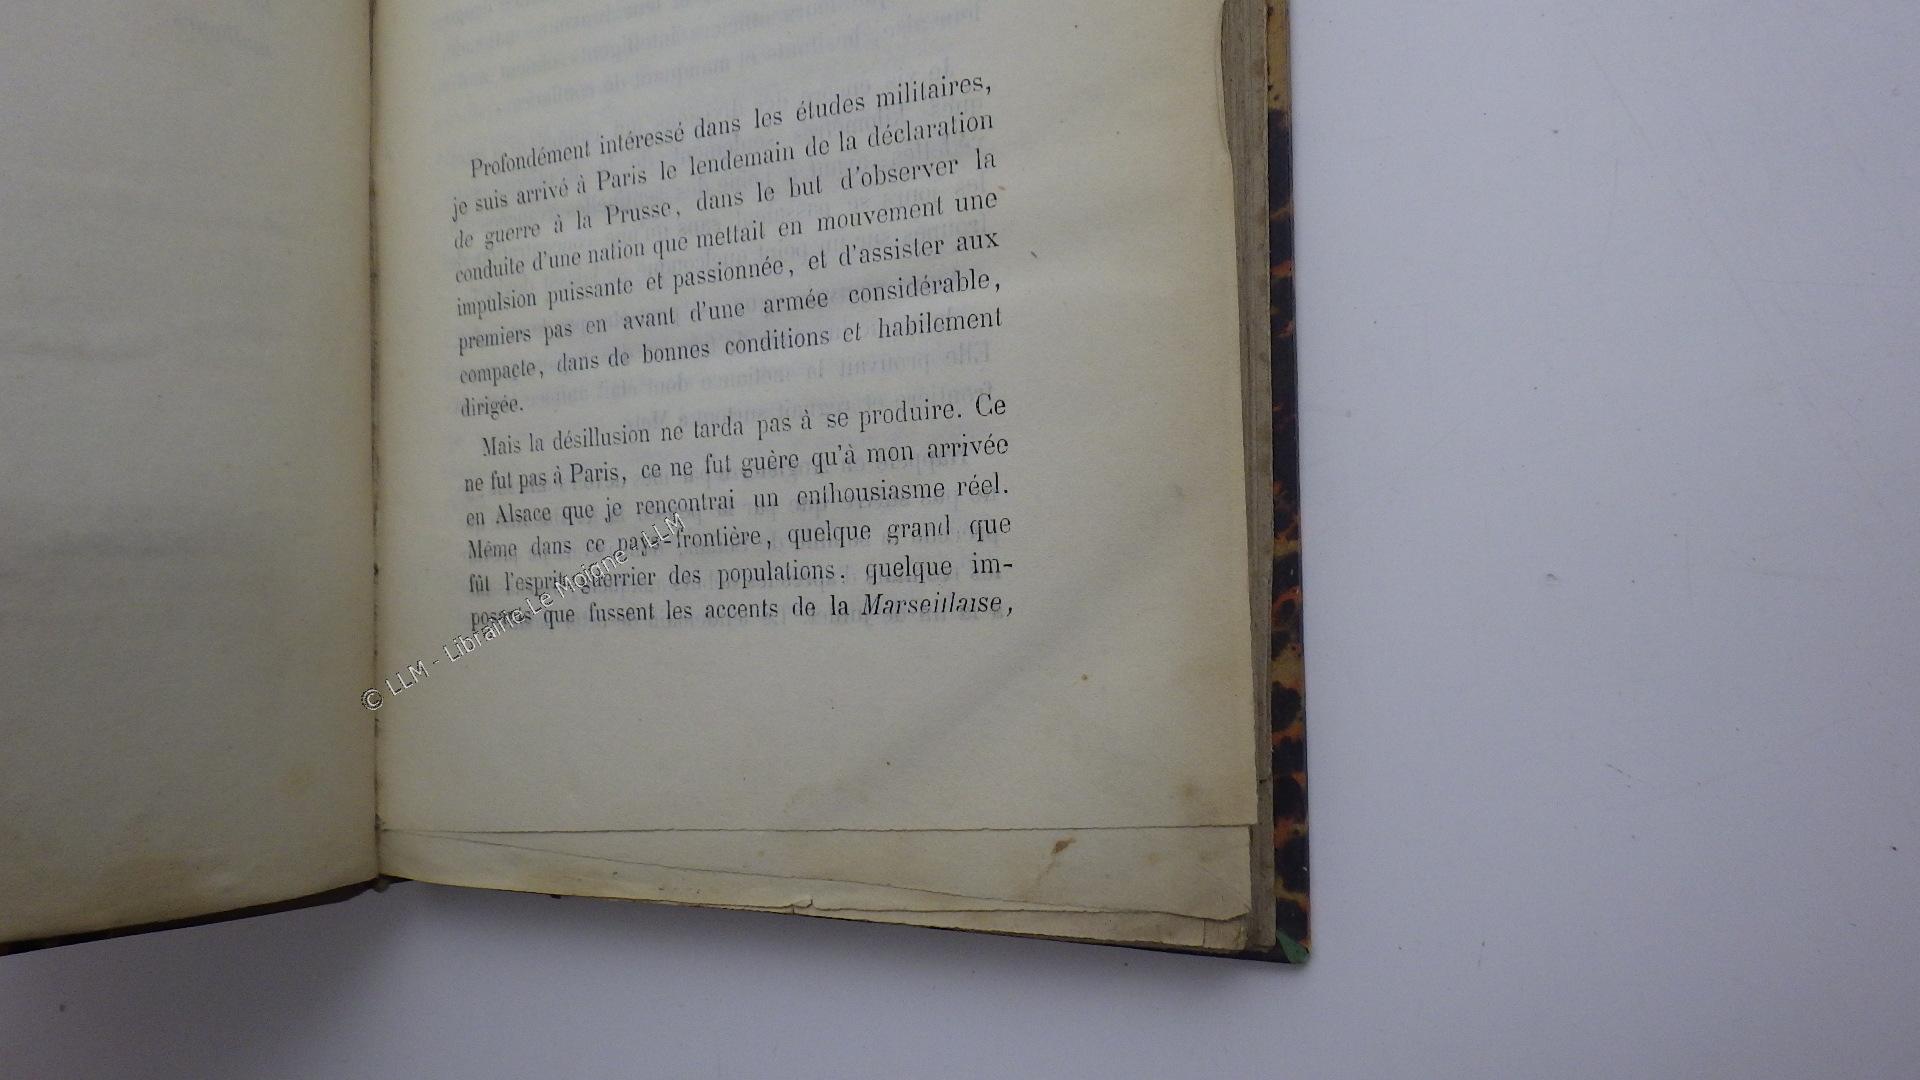 Profondément intéressé dans les études militaires,
je suis arrivé à Paris le lendemain de la déclaration
de guerre à la Prusse, dans le but d'observer la
conduite d'une nation que mettait en mouvement une
impulsion puissante et passionnée, et d'assister aux
premiers pas en avant d'une armée considérable,
compacte, dans de bonnes conditions et habilement
dirigée.
Mais la désillusion ne tarda pas à se produire. Ce
ne fut pas à Paris, ce ne fut guère qu'à mon arrivée
en Alsace que je rencontrai un enthousiasme réel.
Même dans ce pays-frontière, quelque grand que
fût l'esprit guerrier des populations, quelque im-
posants que fussent les accents de la Marseillaise,
© LLM - Librairie Le Moigne - LLM